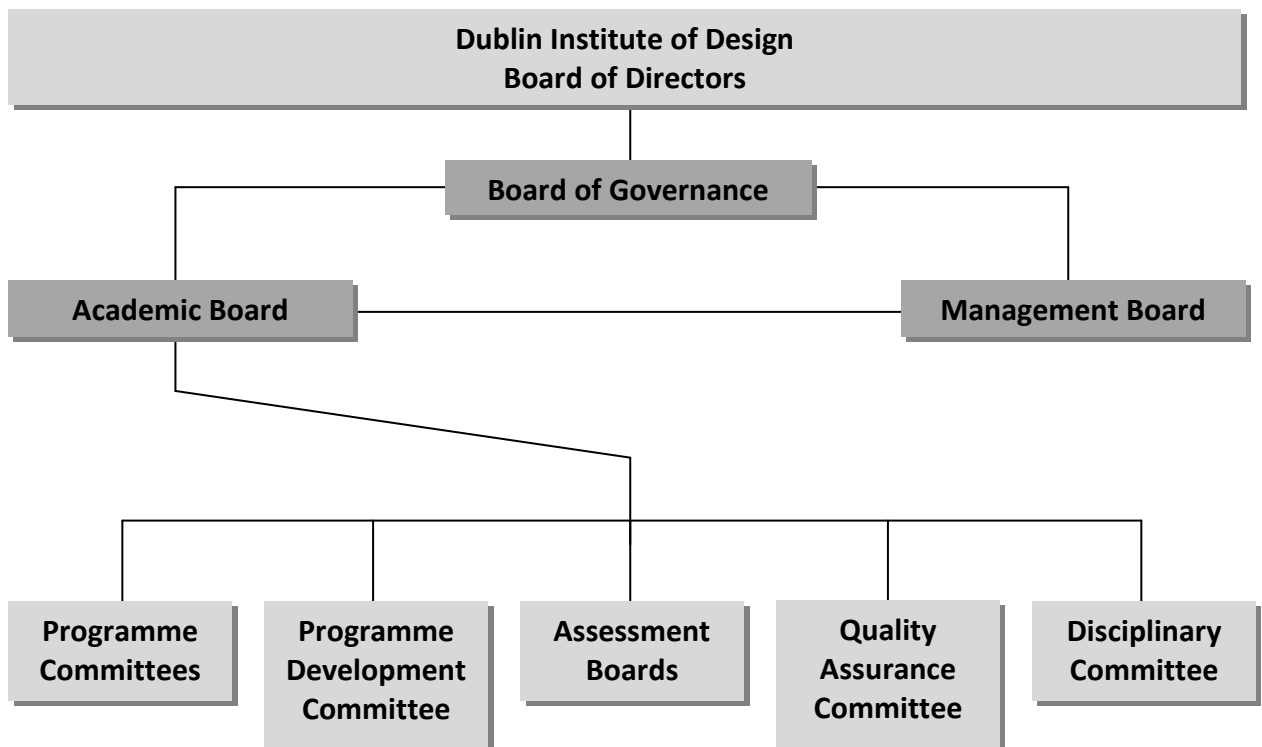 Dublin Institute of Design
Board of Directors
Board of Governance
Academic Board
Management Board
Programme
Committees
Programme
Development
Committee
Assessment
Boards
Quality
Assurance
Committee
Disciplinary
Committee